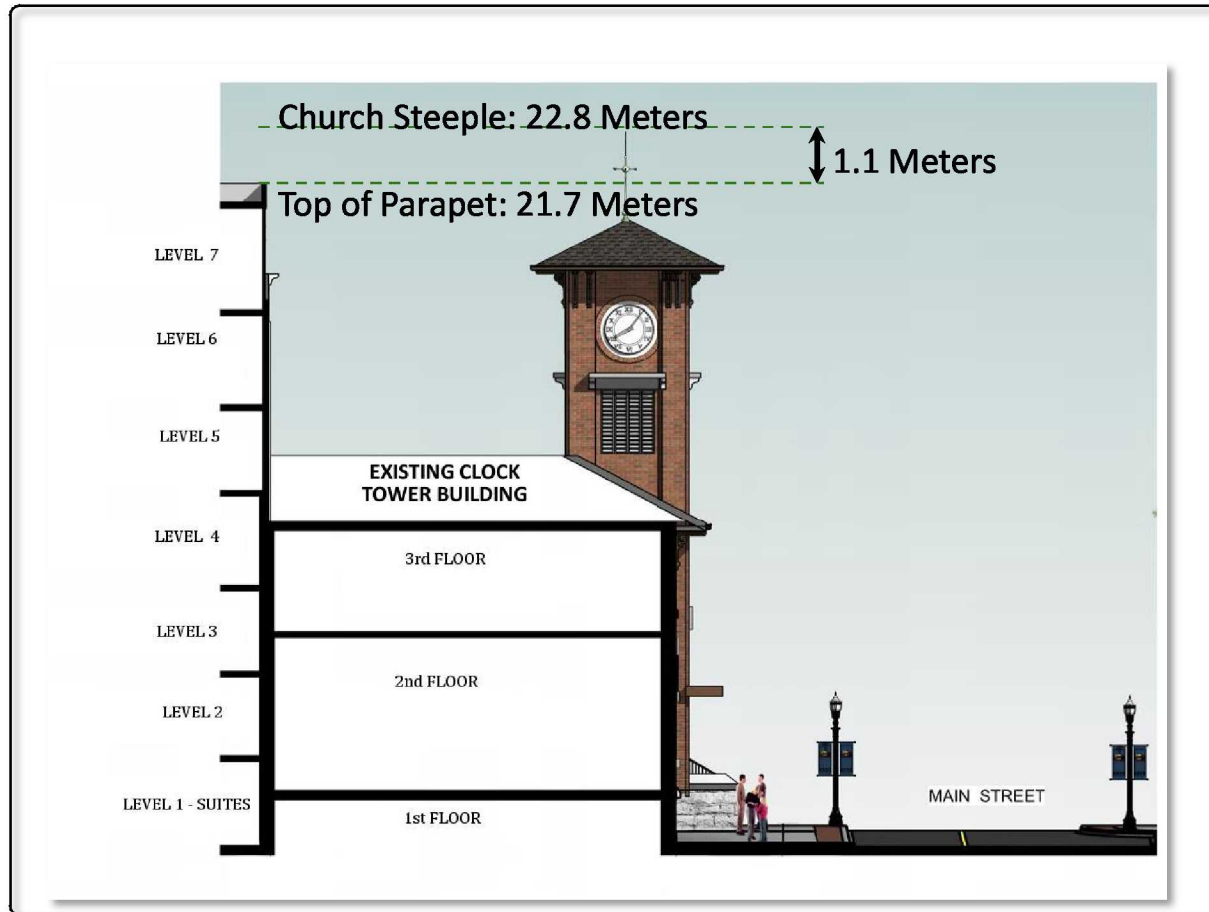 Church Steeple: 22.8 Meters
1.1 Meters
Top of Parapet: 21.7 Meters
LEVEL 7
LEVEL 6
LEVEL 5
EXISTING CLOCK
TOWER BUILDING
LEVEL 4
3rd FLOOR
LEVEL 3
2nd FLOOR
LEVEL 2
MAIN STREET
LEVEL 1 - SUITES
1st FLOOR